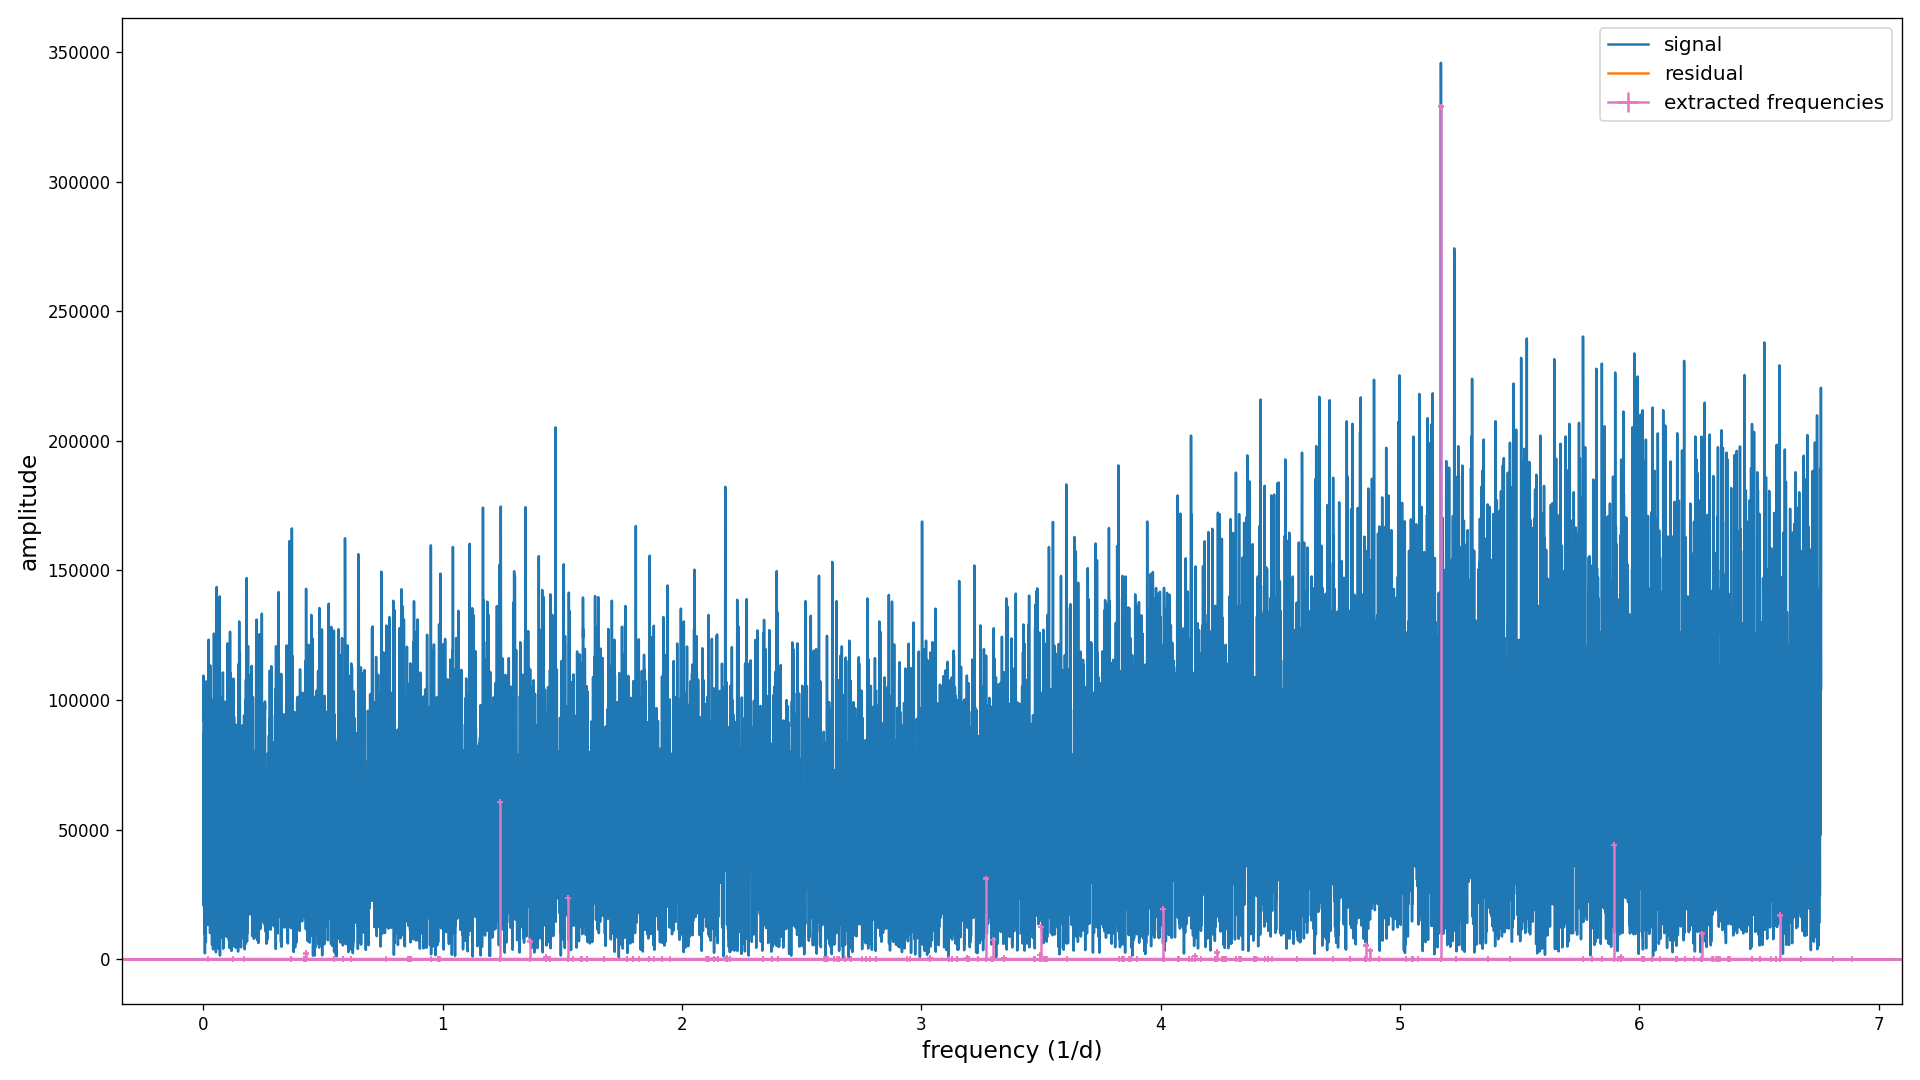 350000
300000
250000
200000
150000
100000
50000
0
amplitude
0 1 2 3 4 5 6 7
frequency (1/d)
signal
residual
extracted frequencies